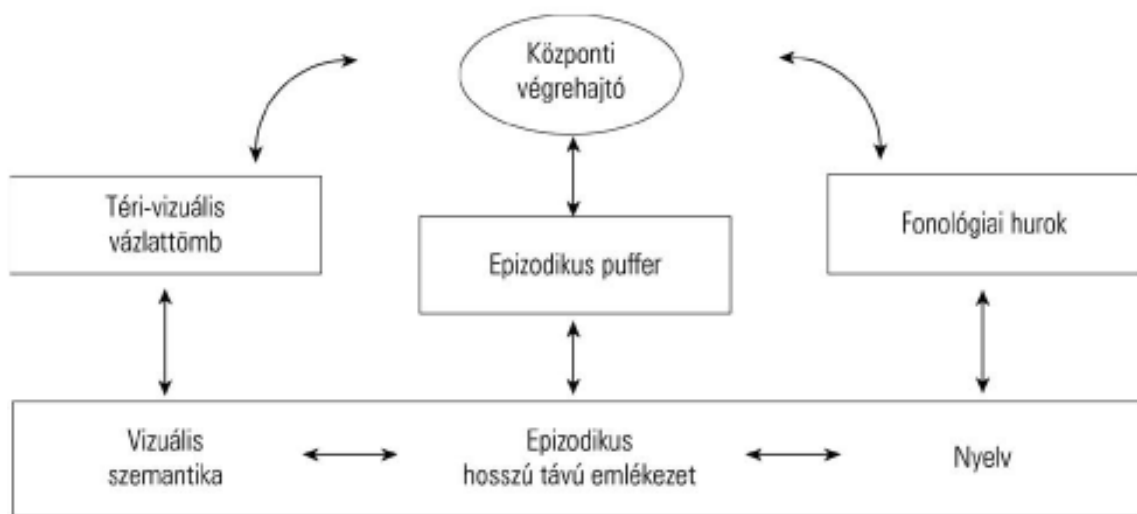 Központi
végrehajtó
Téri-vizuális
vázlattömb
Epizodikus puffer
Fonológiai hurok
Vizuális
szemantika
Epizodikus
hosszú távú emlékezet
Nyelv